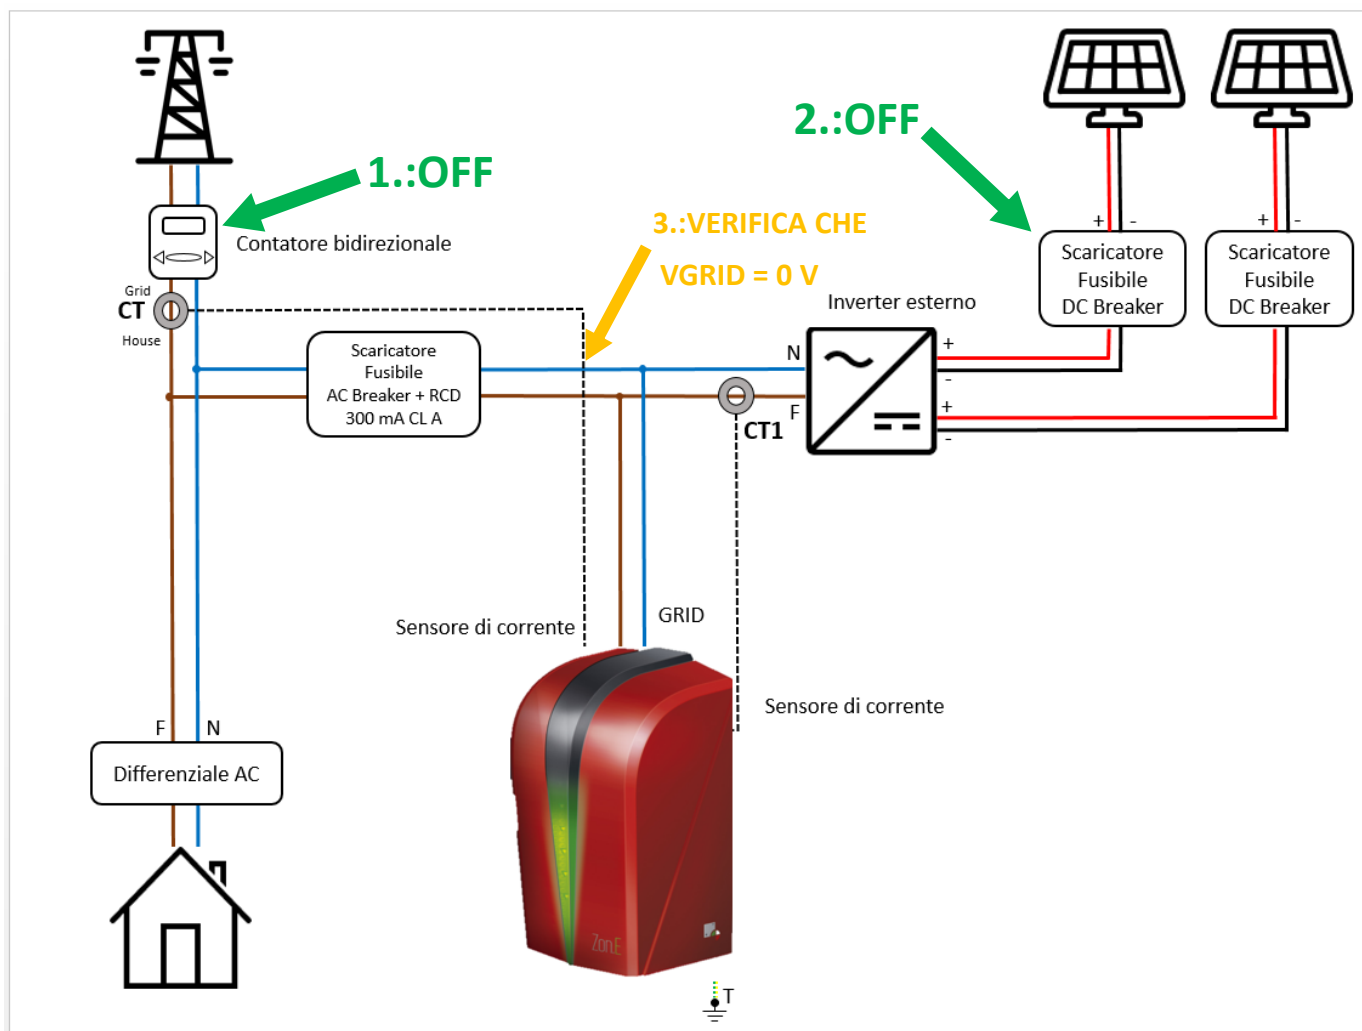 1.:OFF
2.:OFF
3.:VERIFICA CHE
VGRID = 0 V
Contatore bidirezionale
Grid
CT
House
Scaricatore
Fusibile
AC Breaker + RCD
300 mA CL A
Inverter esterno
N
F
CT1
+
-
+
-
+ -
Scaricatore
Fusibile
DC Breaker
+ -
Scaricatore
Fusibile
DC Breaker
Sensore di corrente
GRID
Sensore di corrente
F N
Differenziale AC
Zon.E
T